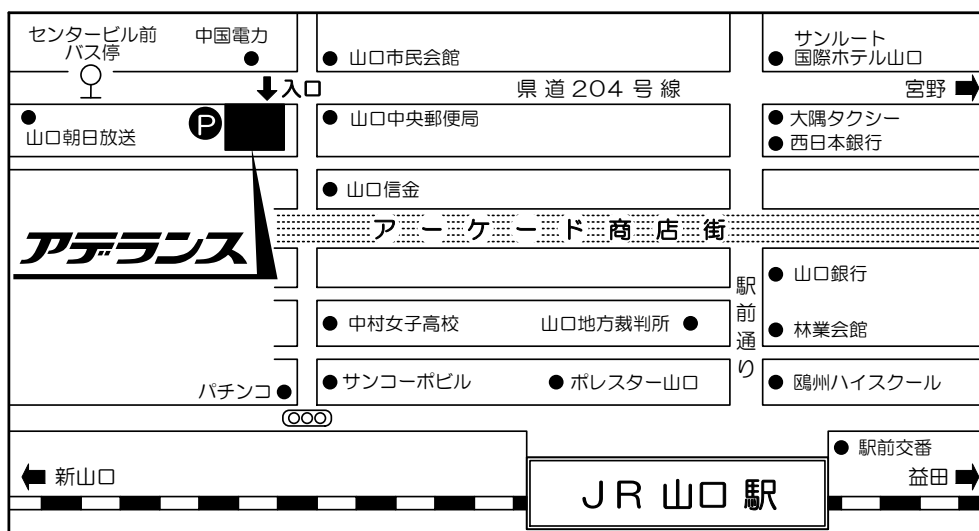 センタービル前
バス停
中国電力
山口市民会館
サンルート
国際ホテル山口
入口
県道204号線
宮野
山口朝日放送
P
山口中央郵便局
大隅タクシー
西日本銀行
山口信金
アーケード商店街
アデランス
山口銀行
駅前通り
中村女子高校
山口地方裁判所
林業会館
パチンコ
サンコーポビル
ポレスター山口
鴎州ハイスクール
駅前交番
新山口
益田
JR山口駅